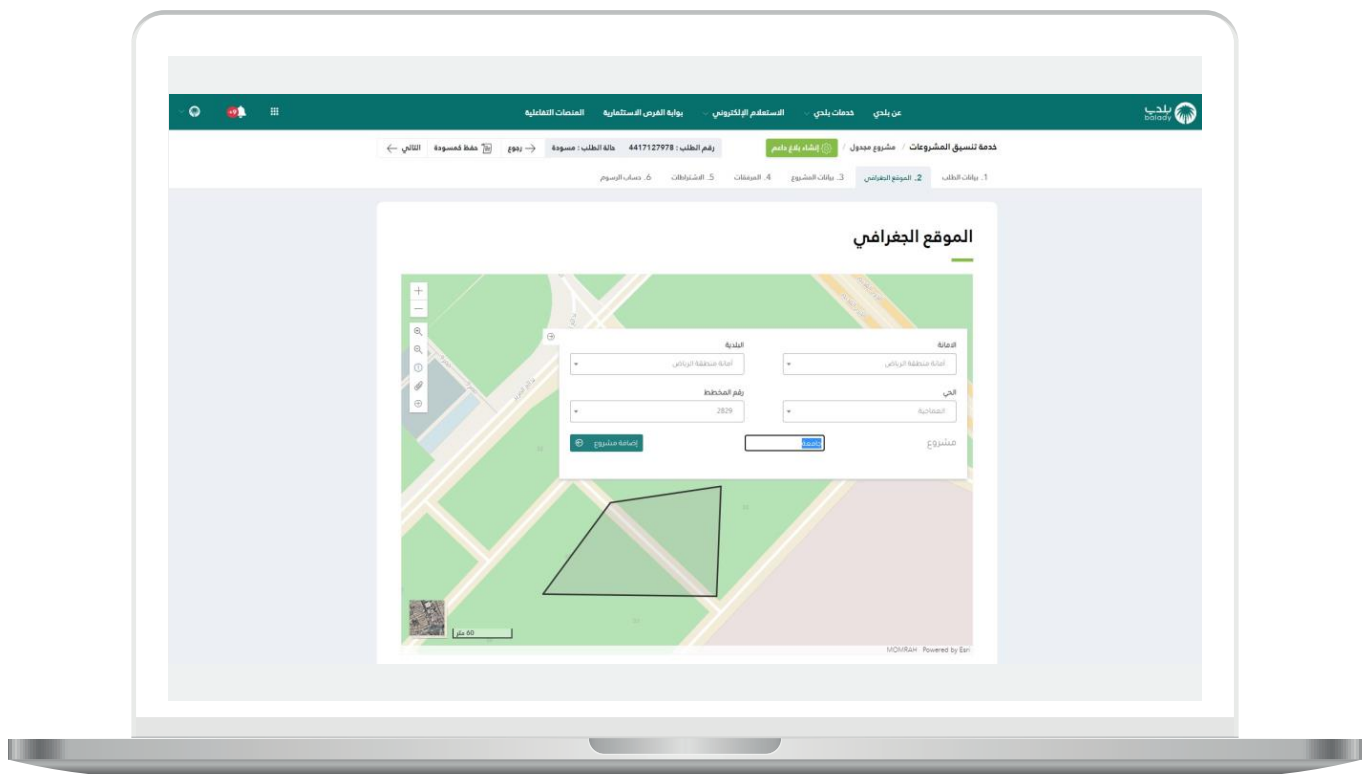 بلدي
balady
عن بلدي خدمات بلدي الاستعلام الإلكتروني بوابة الفرص الاستثمارية المنصات التفاعلية
خدمة تنسيق المشروعات / مشروع مجدول / إنشاء بلاغ داعم رقم الطلب : 4417127978 حالة الطلب : مسودة رجوع حفظ كمسودة التالي
1. بيانات الطلب 2. الموقع الجغرافي 3. بيانات المشروع 4. المرفقات 5. الاشتراطات 6. حساب الرسوم
الموقع الجغرافي
الامانة البلدية
أمانة منطقة الرياض أمانة منطقة الرياض
الحي رقم المخطط
2829
مشروع جامعة إضافة مشروع
60 متر
MOMRAH Powered by Esri